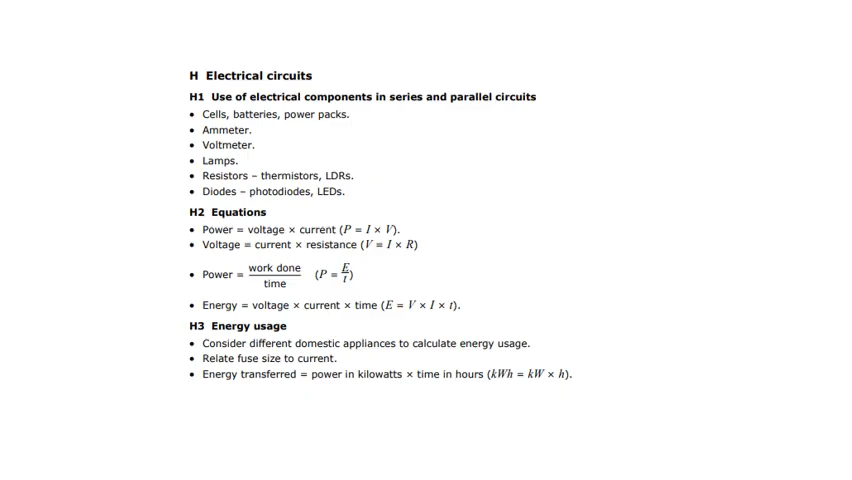 H Electrical circuits
H1 Use of electrical components in series and parallel circuits
• Cells, batteries, power packs.
• Ammeter.
• Voltmeter.
• Lamps.
• Resistors – thermistors, LDRs.
• Diodes – photodiodes, LEDs.
H2 Equations
• Power = voltage × current (P = I × V).
• Voltage = current × resistance (V = I × R)
• Power = work done / time (P = E / t)
• Energy = voltage × current × time (E = V × I × t).
H3 Energy usage
• Consider different domestic appliances to calculate energy usage.
• Relate fuse size to current.
• Energy transferred = power in kilowatts × time in hours (kWh = kW × h).